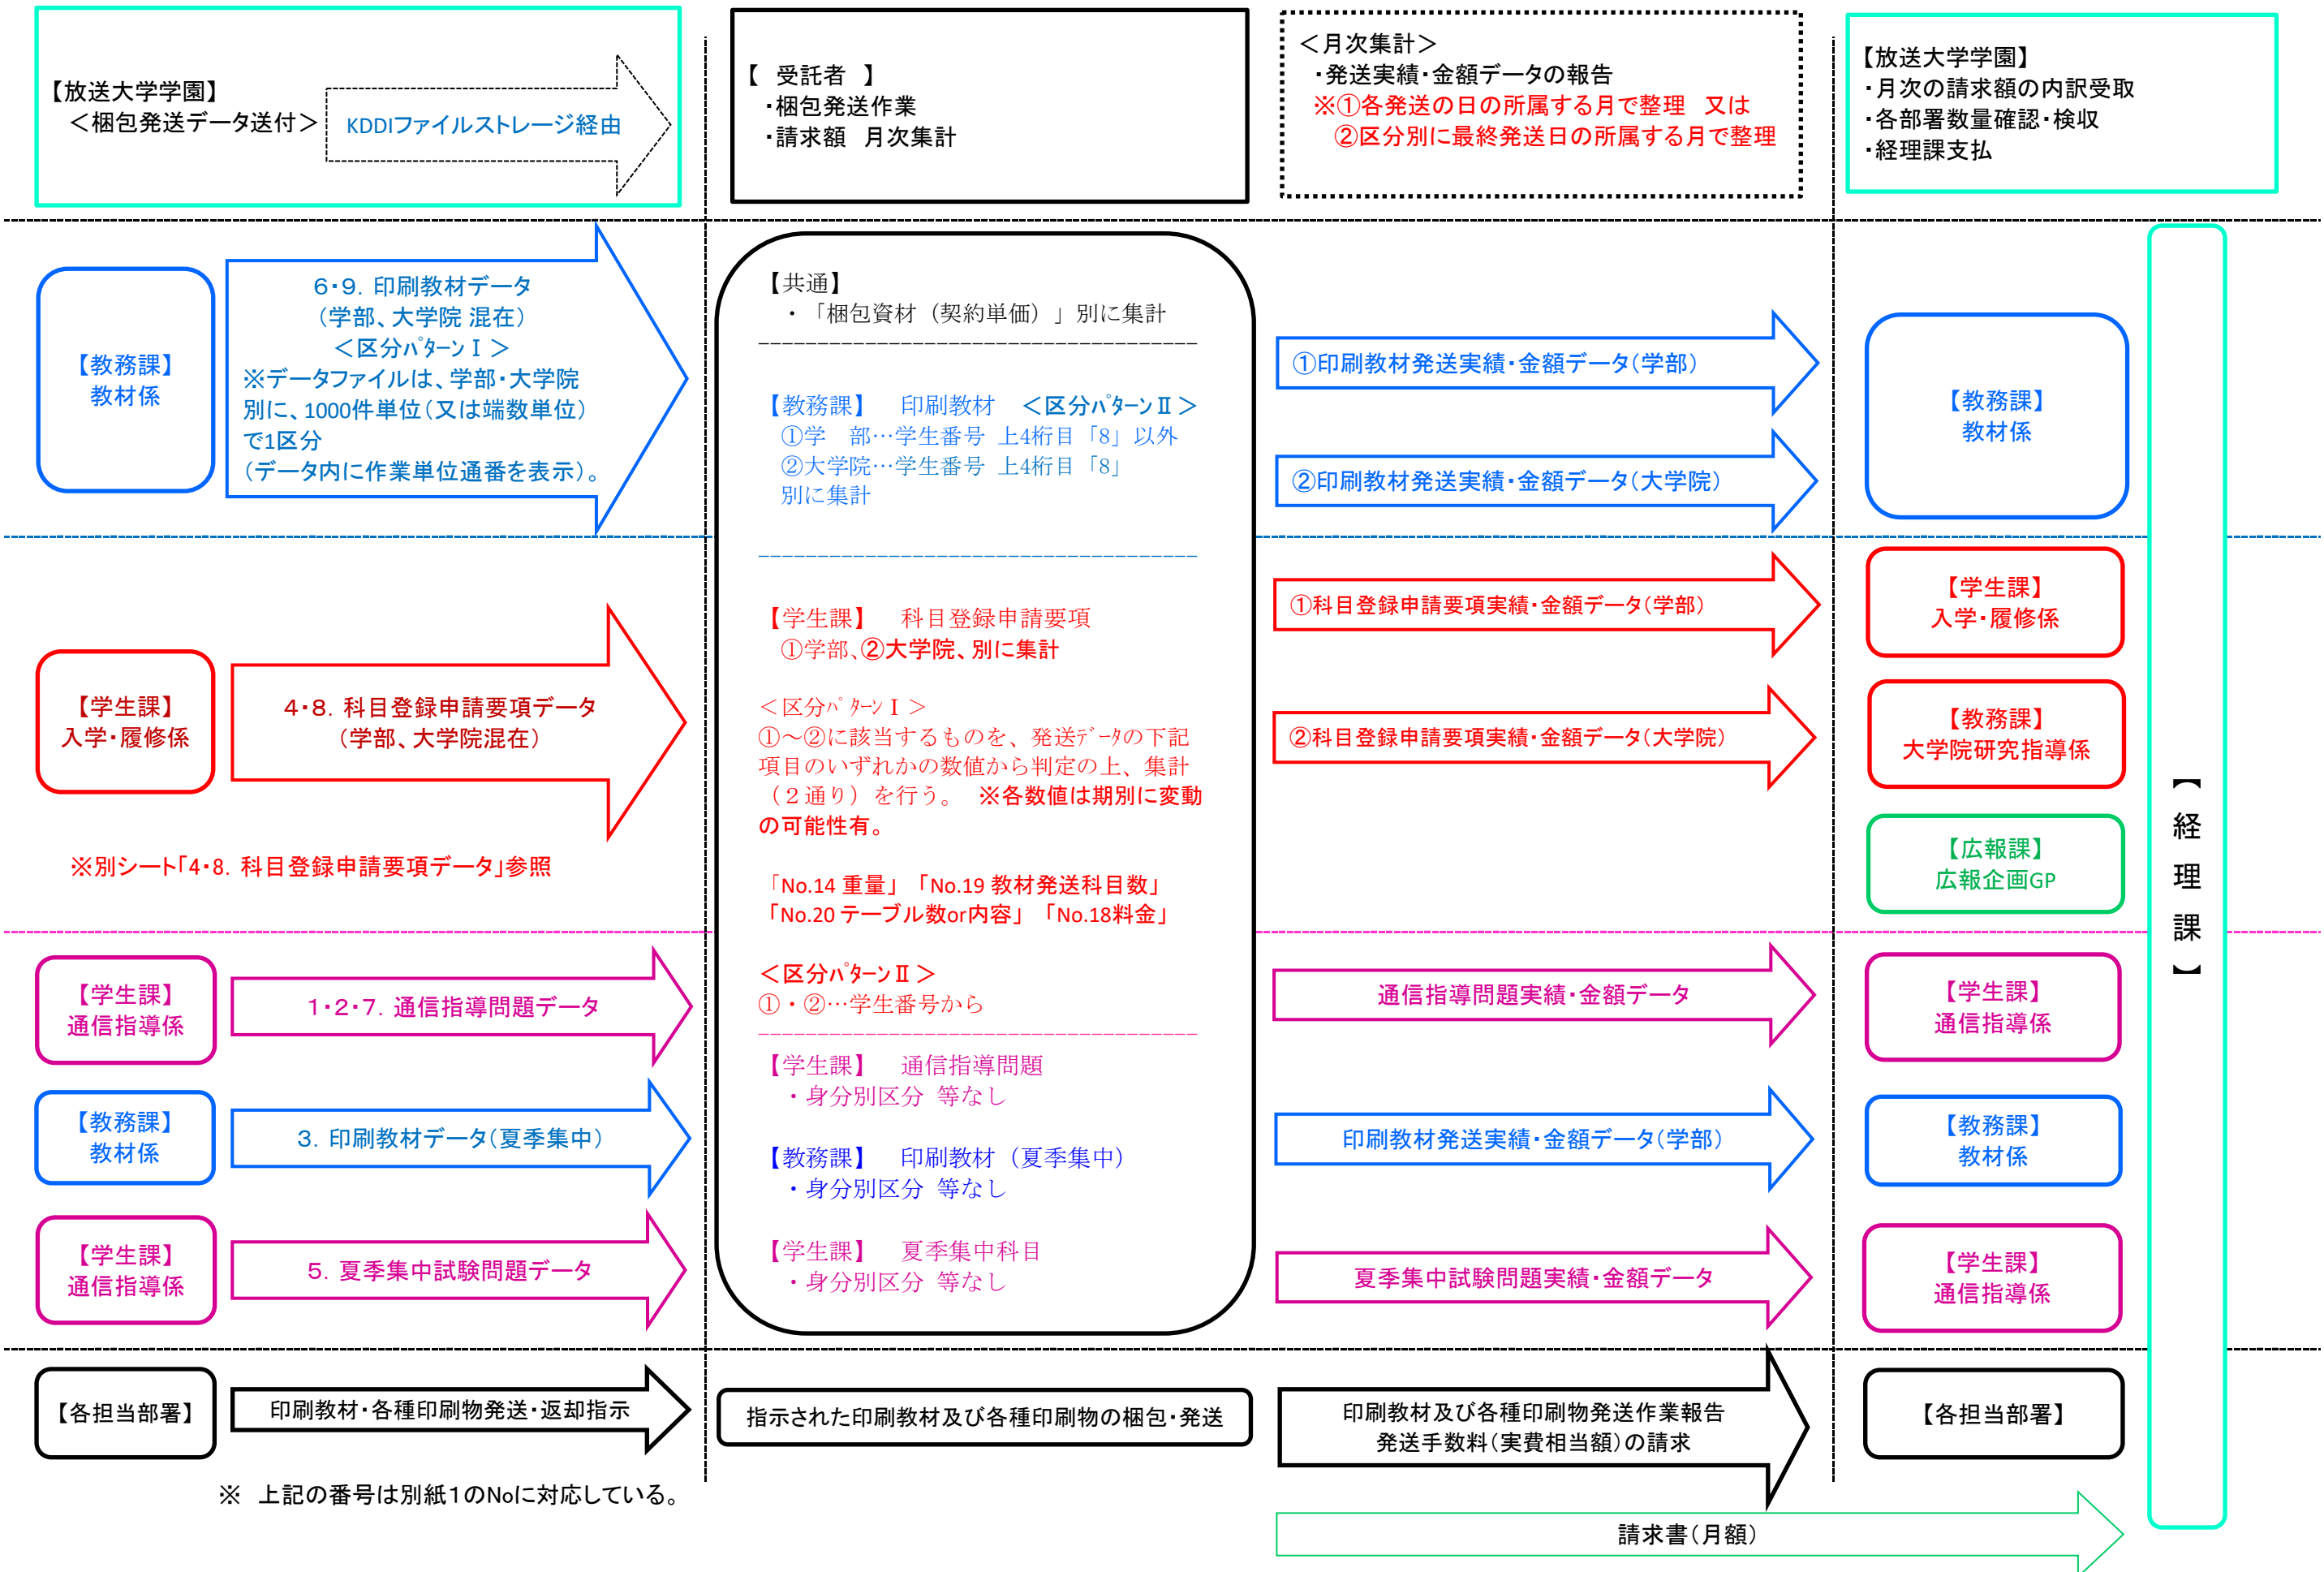 【放送大学学園】
＜梱包発送データ送付＞
KDDIファイルストレージ経由
【　受託者　】
・梱包発送作業
・請求額　月次集計
＜月次集計＞
・発送実績・金額データの報告
※①各発送の日の所属する月で整理　又は
②区分別に最終発送日の所属する月で整理
【放送大学学園】
・月次の請求額の内訳受取
・各部署数量確認・検収
・経理課支払
【教務課】
教材係
6・9．印刷教材データ
（学部、大学院 混在）
＜区分ﾊﾟﾀｰﾝⅠ＞
※データファイルは、学部・大学院
別に、1000件単位（又は端数単位）
で1区分
（データ内に作業単位通番を表示）。
【学生課】
入学・履修係
4・8．科目登録申請要項データ
（学部、大学院混在）
※別シート「4・8．科目登録申請要項データ」参照
【学生課】
通信指導係
1・2・7．通信指導問題データ
【教務課】
教材係
3．印刷教材データ（夏季集中）
【学生課】
通信指導係
5．夏季集中試験問題データ
【各担当部署】
印刷教材・各種印刷物発送・返却指示
※　上記の番号は別紙１のNoに対応している。
【共通】
・「梱包資材（契約単価）」別に集計
【教務課】　印刷教材　＜区分ﾊﾟﾀｰﾝⅡ＞
①学　部…学生番号 上4桁目「8」以外
②大学院…学生番号 上4桁目「8」
別に集計
【学生課】　科目登録申請要項
①学部、②大学院、別に集計
＜区分ﾊﾟﾀｰﾝⅠ＞
①～②に該当するものを、発送ﾃﾞｰﾀの下記
項目のいずれかの数値から判定の上、集計
（２通り）を行う。　※各数値は期別に変動
の可能性有。
「No.14 重量」「No.19 教材発送科目数」
「No.20 テーブル数or内容」「No.18料金」
＜区分ﾊﾟﾀｰﾝⅡ＞
①・②…学生番号から
【学生課】　通信指導問題
・身分別区分 等なし
【教務課】　印刷教材（夏季集中）
・身分別区分 等なし
【学生課】　夏季集中科目
・身分別区分 等なし
指示された印刷教材及び各種印刷物の梱包・発送
①印刷教材発送実績・金額データ（学部）
②印刷教材発送実績・金額データ（大学院）
①科目登録申請要項実績・金額データ（学部）
②科目登録申請要項実績・金額データ（大学院）
通信指導問題実績・金額データ
印刷教材発送実績・金額データ（学部）
夏季集中試験問題実績・金額データ
印刷教材及び各種印刷物発送作業報告
発送手数料（実費相当額）の請求
請求書（月額）
【教務課】
教材係
【学生課】
入学・履修係
【教務課】
大学院研究指導係
【広報課】
広報企画GP
【学生課】
通信指導係
【教務課】
教材係
【学生課】
通信指導係
【各担当部署】
【経理課】